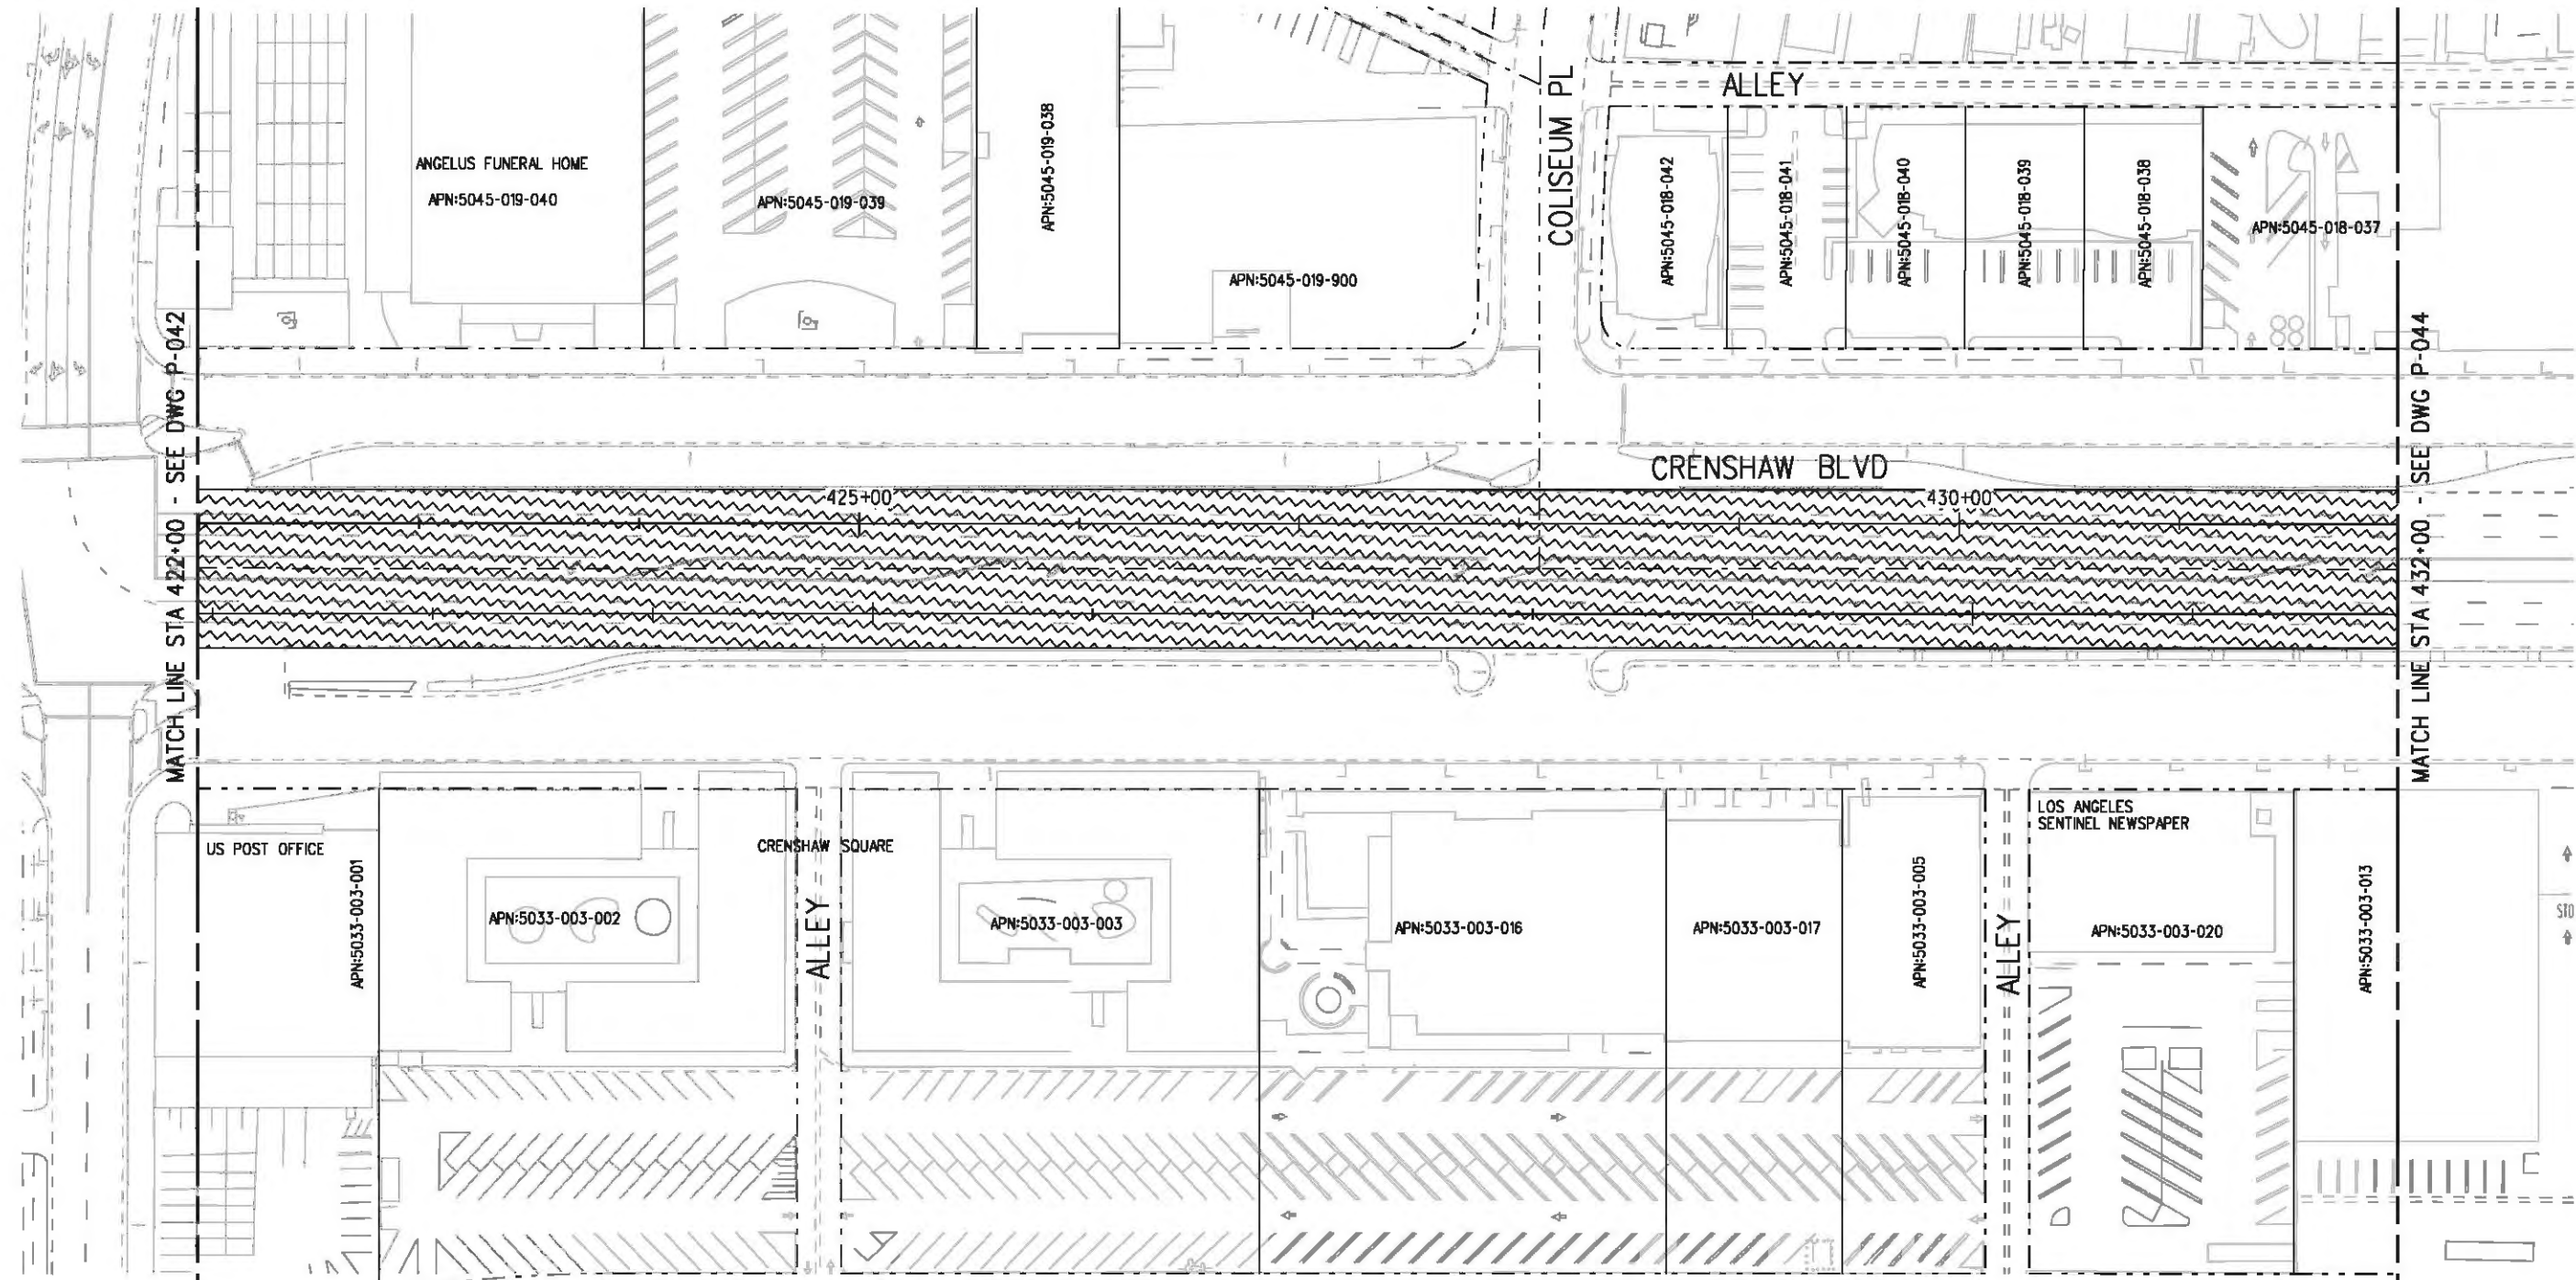 COLISEUM PL
ALLEY
ANGELUS FUNERAL HOME
APN:5045-019-040
APN:5045-019-039
APN:5045-019-038
APN:5045-019-900
APN:5045-018-042
APN:5045-018-041
APN:5045-018-040
APN:5045-018-039
APN:5045-018-038
APN:5045-018-037
MATCH LINE STA 422+00 - SEE DWG P-042
MATCH LINE STA 432+00 - SEE DWG P-044
CRENSHAW BLVD
425+00
430+00
US POST OFFICE
APN:5033-003-001
APN:5033-003-002
CRENSHAW SQUARE
ALLEY
APN:5033-003-003
APN:5033-003-016
APN:5033-003-017
APN:5033-003-005
ALLEY
LOS ANGELES
SENTINEL NEWSPAPER
APN:5033-003-020
APN:5033-003-013